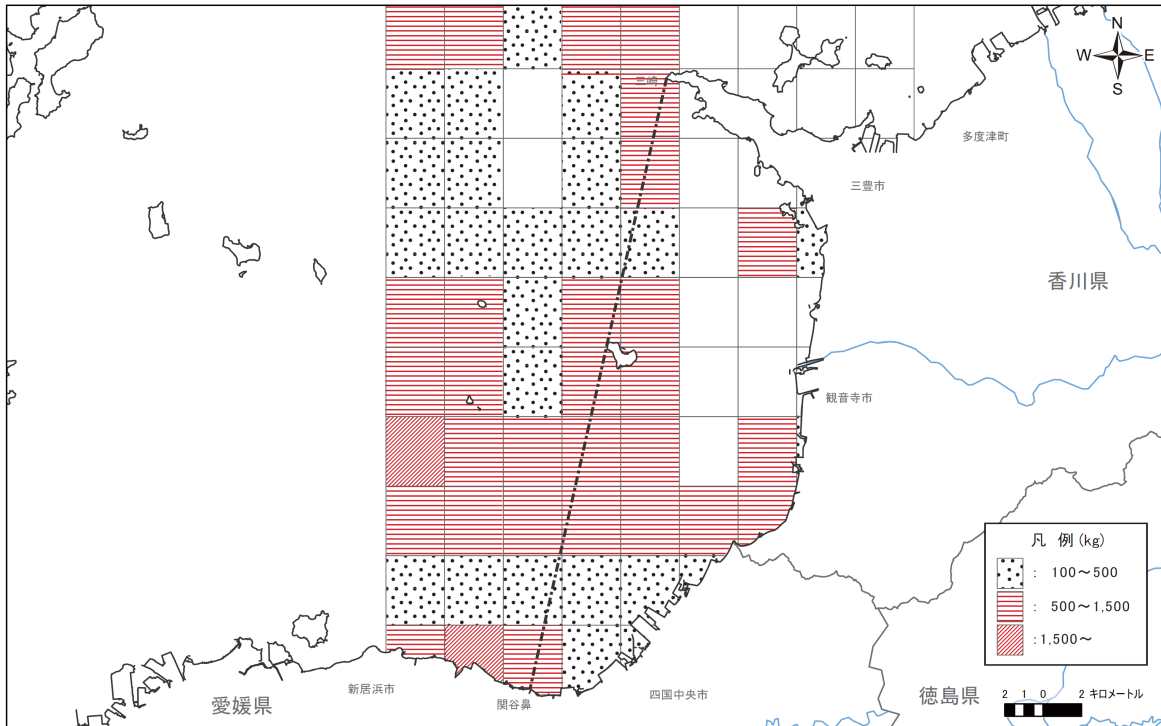 N
W E
S
三崎
多度津町
三豊市
香川県
観音寺市
凡 例 (kg)
: 100～500
: 500～1,500
:1,500～
新居浜市
関谷鼻
四国中央市
愛媛県
徳島県
2 1 0 2 キロメートル